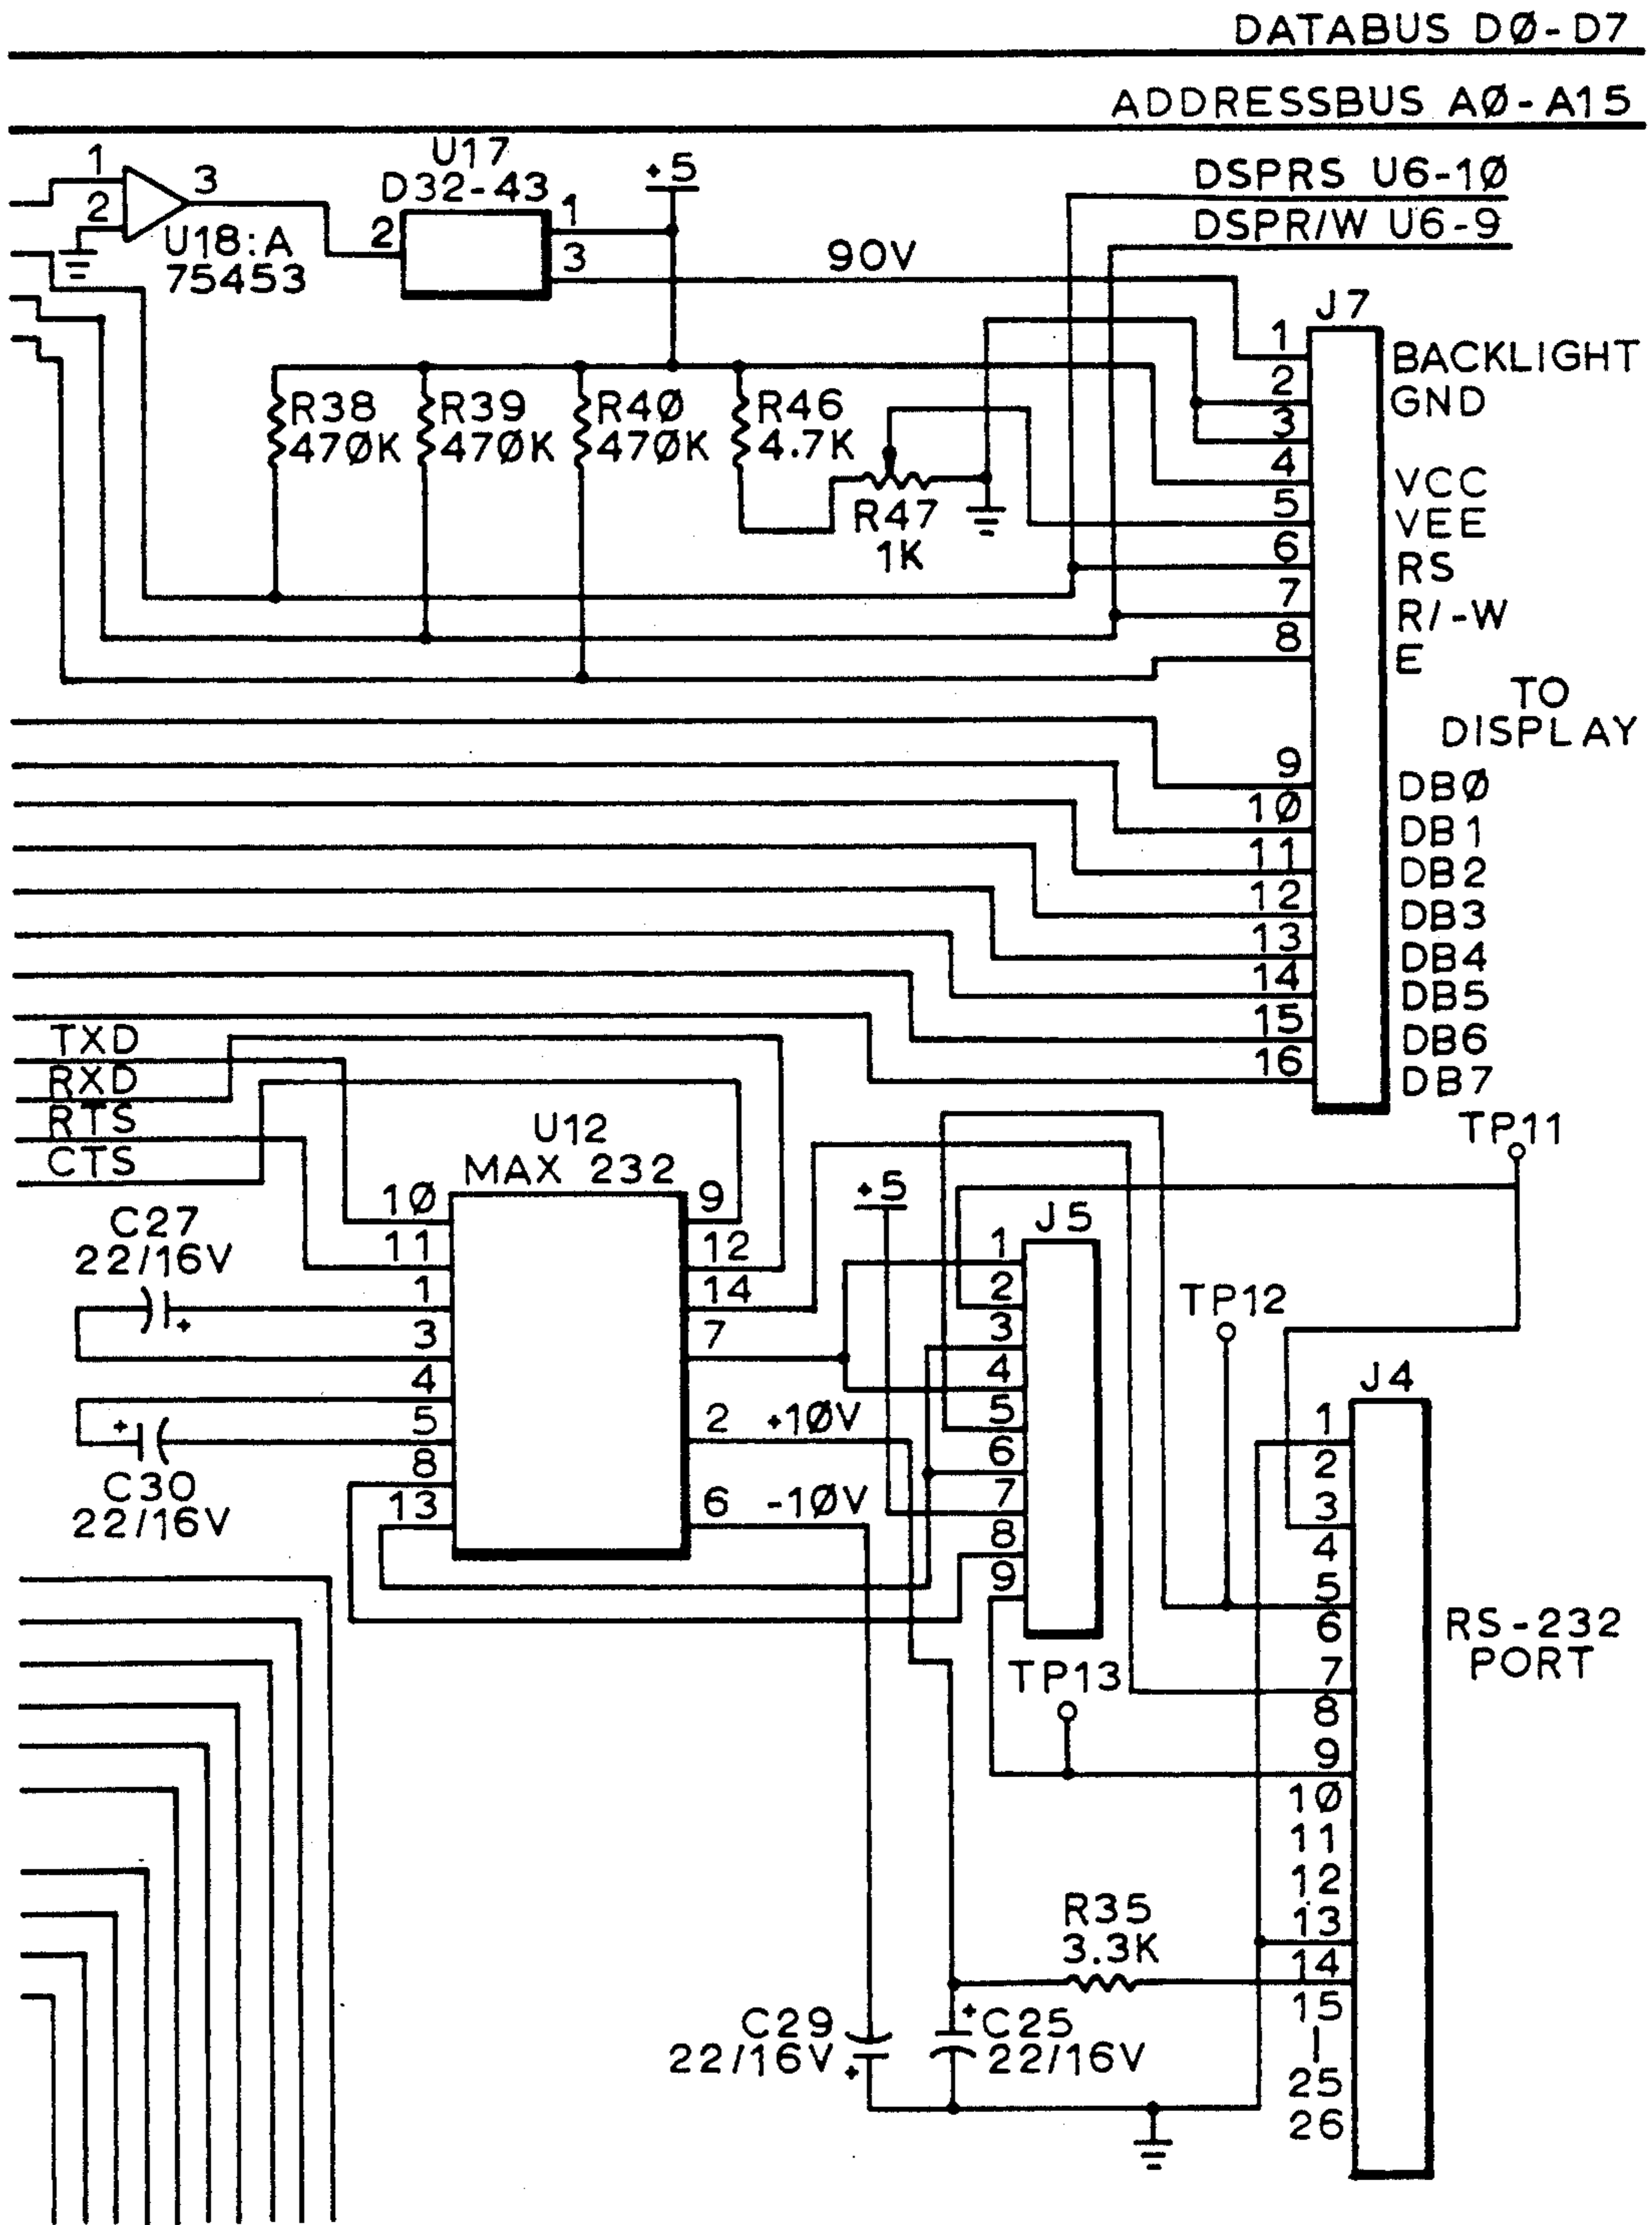 DATABUS DØ-D7
ADDRESSBUS AØ-A15
1
2
3
U18:A
75453
U17
D32-43
2
1
3
+5
90V
DSPRS U6-1Ø
DSPR/W U6-9
R38
47ØK
R39
47ØK
R4Ø
47ØK
R46
4.7K
R47
1K
J7
1
2
3
4
5
6
7
8
9
1Ø
11
12
13
14
15
16
BACKLIGHT
GND
VCC
VEE
RS
R/-W
E
TO
DISPLAY
DBØ
DB1
DB2
DB3
DB4
DB5
DB6
DB7
TXD
RXD
RTS
CTS
U12
MAX 232
1Ø
11
1
3
4
5
8
13
9
12
14
7
2 +1ØV
6 -1ØV
C27
22/16V
+
+
C3Ø
22/16V
+5
J5
1
2
3
4
5
6
7
8
9
TP11
TP12
TP13
J4
1
2
3
4
5
6
7
8
9
1Ø
11
12
13
14
15
25
26
RS-232
PORT
R35
3.3K
C29
22/16V
+
+
C25
22/16V